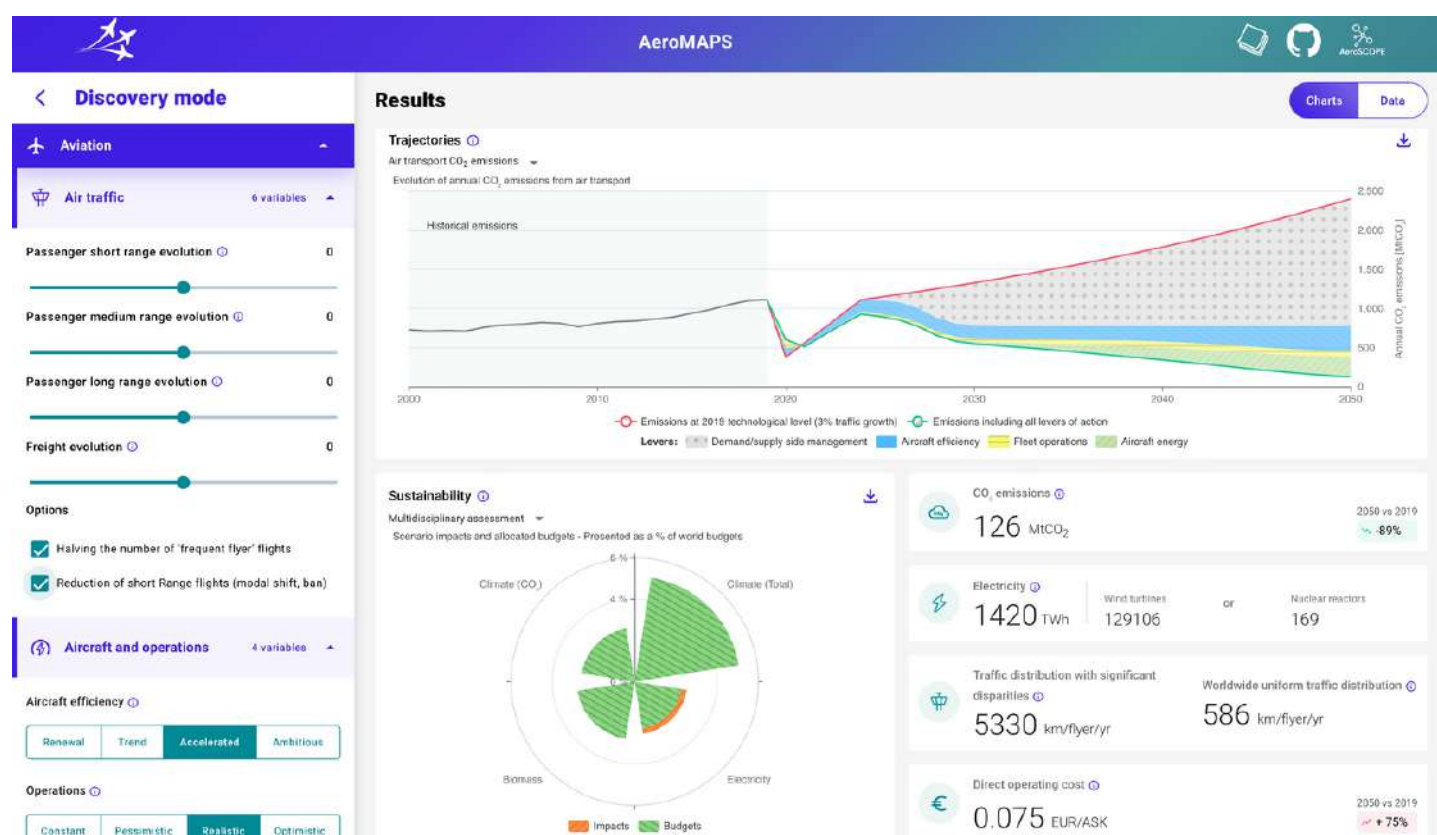 AeroMAPS
AeroSCOPE
Discovery mode
Aviation
Air traffic 6 variables
Passenger short range evolution 0
Passenger medium range evolution 0
Passenger long range evolution 0
Freight evolution 0
Options
Halving the number of 'frequent flyer' flights
Reduction of short Range flights (modal shift, ban)
Aircraft and operations 4 variables
Aircraft efficiency
Renewal Trend Accelerated Ambitious
Operations
Constant Pessimistic Realistic Optimistic
Results
Charts Data
Trajectories
Air transport CO₂ emissions
Evolution of annual CO₂ emissions from air transport
Historical emissions
2,500
2,000
1,500
1,000
500
0
Annual CO₂ emissions [MtCO₂]
2000 2010 2020 2030 2040 2050
Emissions at 2019 technological level (3% traffic growth) Emissions including all levers of action
Levers: Demand/supply side management Aircraft efficiency Fleet operations Aircraft energy
Sustainability
Multidisciplinary assessment
Scenario impacts and allocated budgets - Presented as a % of world budgets
6 %
4 %
0 %
Climate (CO₂) Climate (Total)
Biomass Electricity
Impacts Budgets
CO₂ emissions
126 MtCO₂
2050 vs 2019
-89%
Electricity
1420 TWh
Wind turbines
129106
or
Nuclear reactors
169
Traffic distribution with significant
disparities
5330 km/flyer/yr
Worldwide uniform traffic distribution
586 km/flyer/yr
Direct operating cost
0.075 EUR/ASK
2050 vs 2019
+ 75%